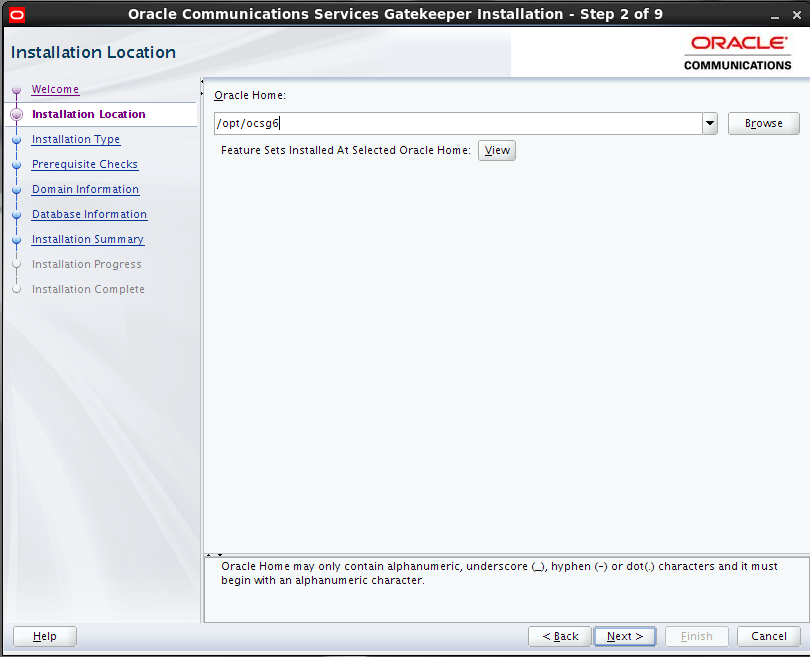 Oracle Communications Services Gatekeeper Installation - Step 2 of 9
Installation Location
ORACLE
COMMUNICATIONS
Welcome
Installation Location
Installation Type
Prerequisite Checks
Domain Information
Database Information
Installation Summary
Installation Progress
Installation Complete
Oracle Home:
/opt/ocsg6
Browse
Feature Sets Installed At Selected Oracle Home:
View
Oracle Home may only contain alphanumeric, underscore (_), hyphen (-) or dot(.) characters and it must
begin with an alphanumeric character.
Help
< Back
Next >
Finish
Cancel